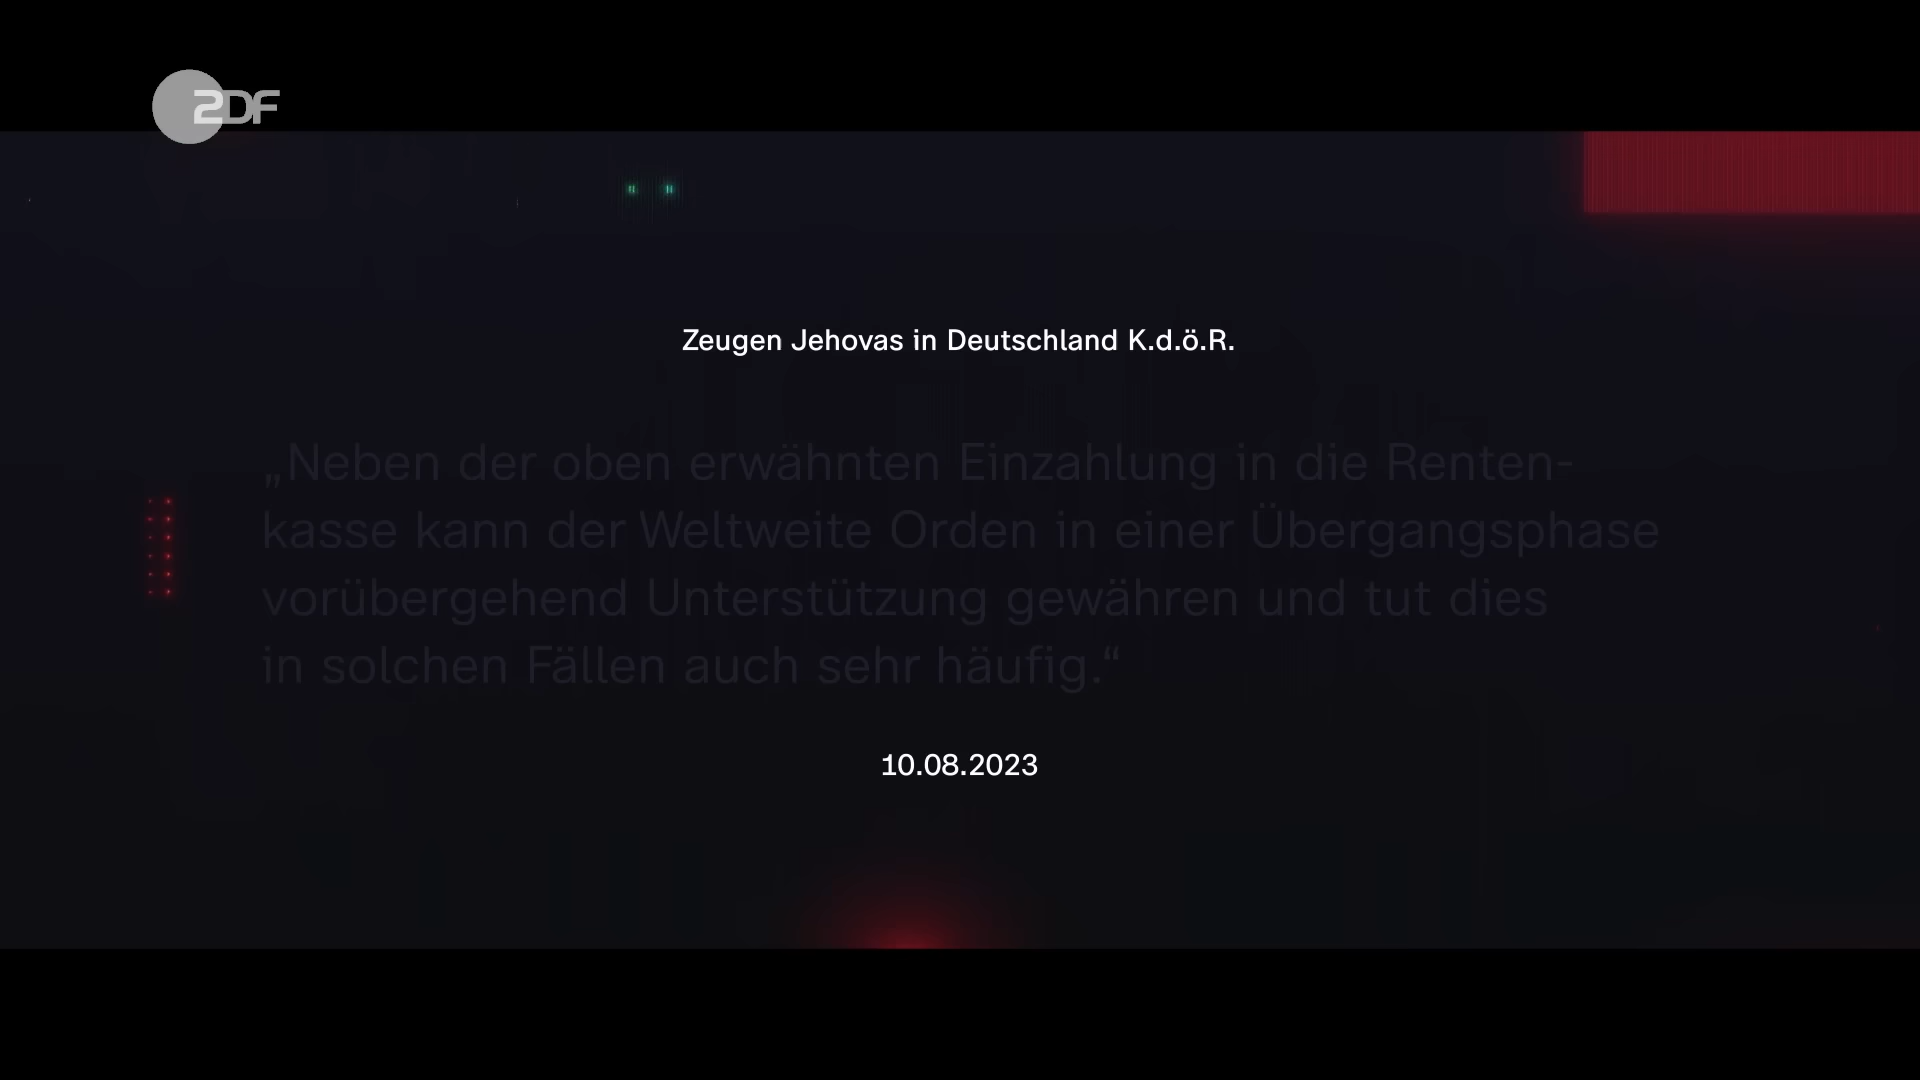 ZDF
Zeugen Jehovas in Deutschland K.d.ö.R.
„Neben der oben erwähnten Einzahlung in die Renten-
kasse kann der Weltweite Orden in einer Übergangsphase
vorübergehend Unterstützung gewähren und tut dies
in solchen Fällen auch sehr häufig.“
10.08.2023